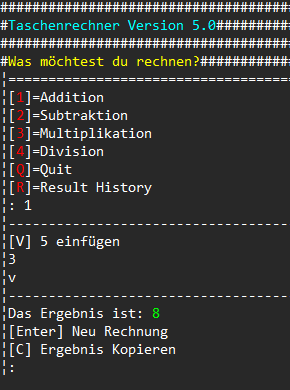 ########################################
#Taschenrechner Version 5.0#########
########################################
#Was möchtest du rechnen?###########
¦===================================
¦[1]=Addition
¦[2]=Subtraktion
¦[3]=Multiplikation
¦[4]=Division
¦[Q]=Quit
¦[R]=Result History
¦: 1
¦-----------------------------------
¦[V] 5 einfügen
¦3
¦v
¦-----------------------------------
¦Das Ergebnis ist: 8
¦[Enter] Neu Rechnung
¦[C] Ergebnis Kopieren
¦: